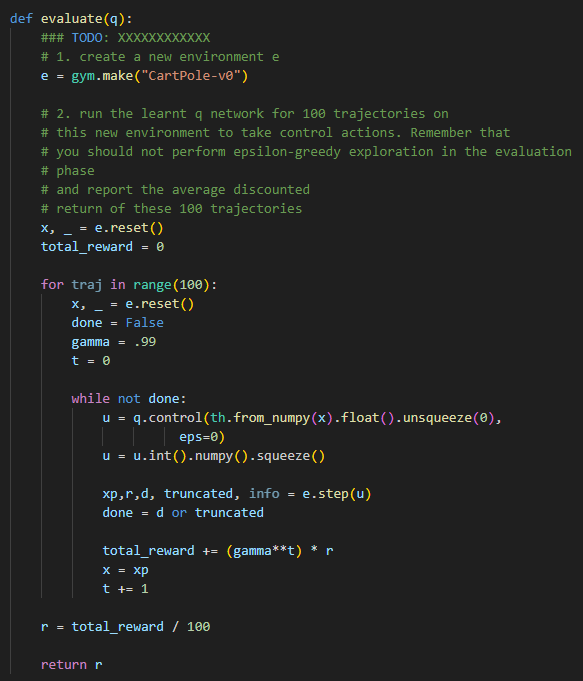 def evaluate(q):
    ### TODO: XXXXXXXXXXXX
    # 1. create a new environment e
    e = gym.make("CartPole-v0")

    # 2. run the learnt q network for 100 trajectories on
    # this new environment to take control actions. Remember that
    # you should not perform epsilon-greedy exploration in the evaluation
    # phase
    # and report the average discounted
    # return of these 100 trajectories
    x, _ = e.reset()
    total_reward = 0

    for traj in range(100):
        x, _ = e.reset()
        done = False
        gamma = .99
        t = 0

        while not done:
            u = q.control(th.from_numpy(x).float().unsqueeze(0),
                      eps=0)
            u = u.int().numpy().squeeze()

            xp,r,d, truncated, info = e.step(u)
            done = d or truncated

            total_reward += (gamma**t) * r
            x = xp
            t += 1

    r = total_reward / 100

    return r